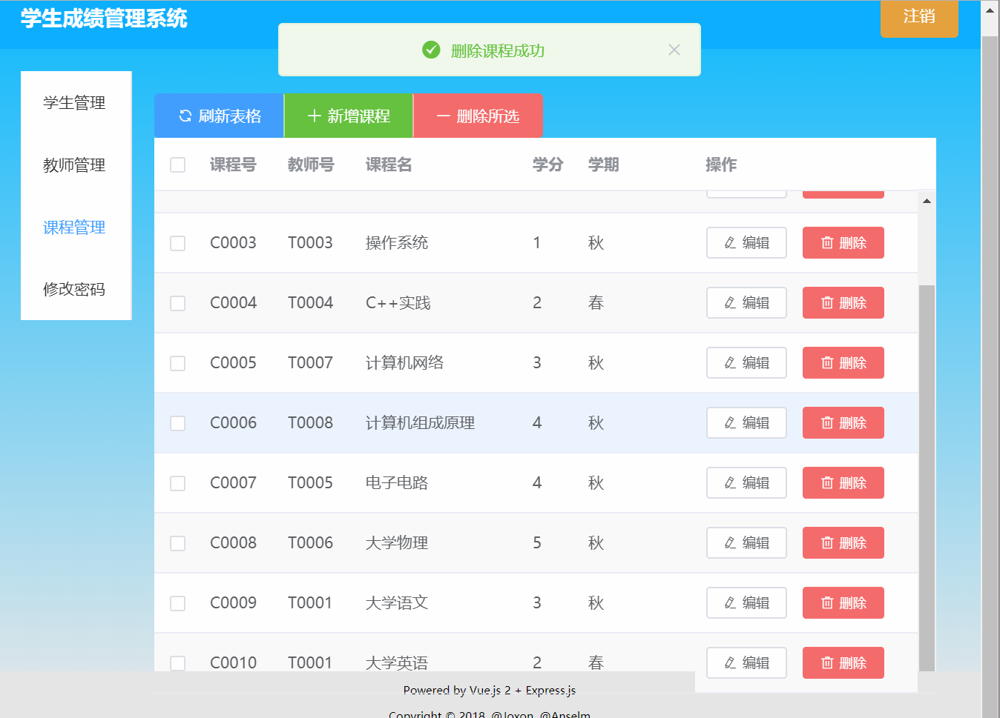 学生成绩管理系统
注销
删除课程成功
学生管理
教师管理
课程管理
修改密码
刷新表格 新增课程 删除所选
课程号 教师号 课程名 学分 学期 操作
C0003 T0003 操作系统 1 秋 编辑 删除
C0004 T0004 C++实践 2 春 编辑 删除
C0005 T0007 计算机网络 3 秋 编辑 删除
C0006 T0008 计算机组成原理 4 秋 编辑 删除
C0007 T0005 电子电路 4 秋 编辑 删除
C0008 T0006 大学物理 5 秋 编辑 删除
C0009 T0001 大学语文 3 秋 编辑 删除
C0010 T0001 大学英语 2 春 编辑 删除
Powered by Vue.js 2 + Express.js
Copyright © 2018, @Joxon, @Anselm